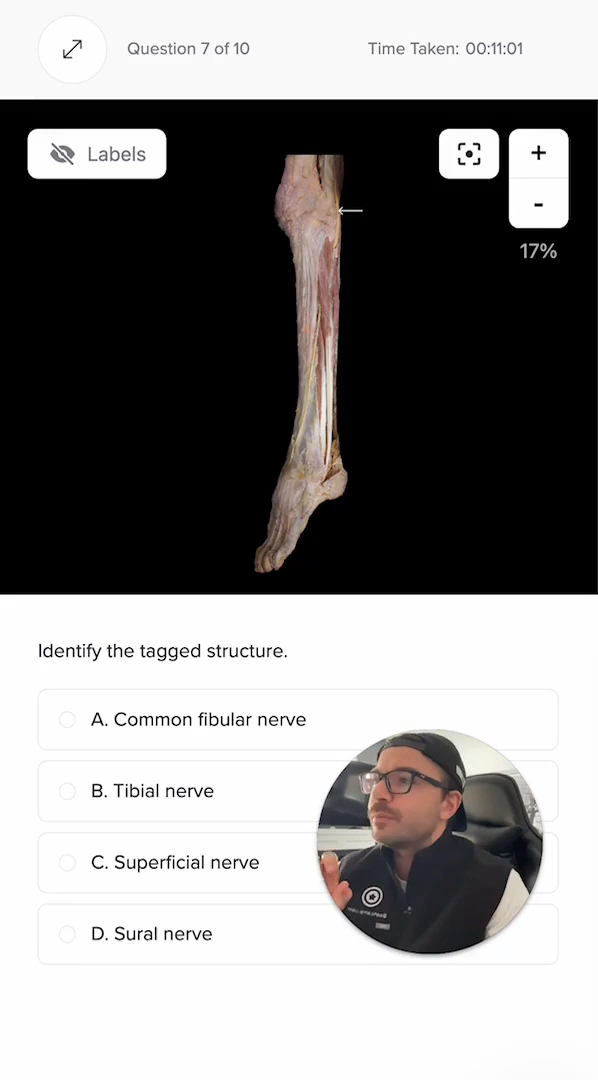 Question 7 of 10
Time Taken: 00:11:01
Labels
+
-
17%
Identify the tagged structure.
A. Common fibular nerve
B. Tibial nerve
C. Superficial nerve
D. Sural nerve